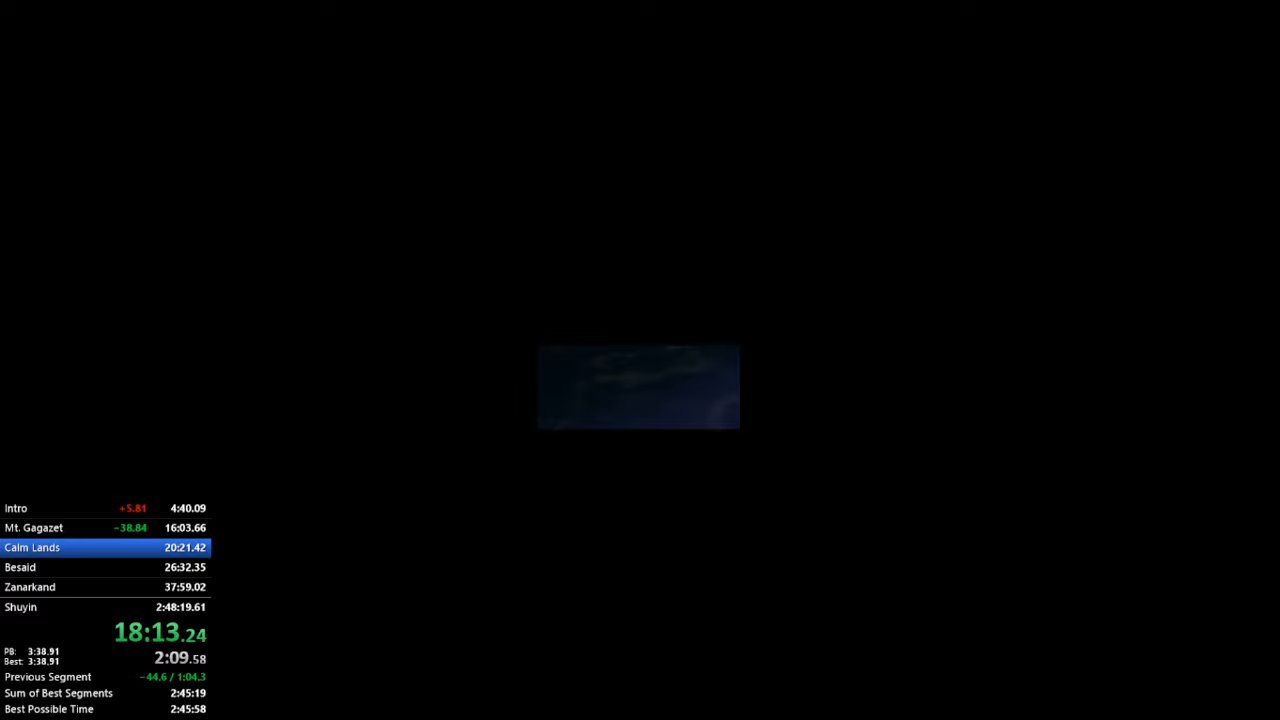 Intro +5.81 4:40.09
Mt. Gagazet -38.84 16:03.66
Calm Lands 20:21.42
Besaid 26:32.35
Zanarkand 37:59.02
Shuyin 2:48:19.61
18:13.24
PB: 3:38.91
Best: 3:38.91 2:09.58
Previous Segment -44.6 / 1:04.3
Sum of Best Segments 2:45:19
Best Possible Time 2:45:58